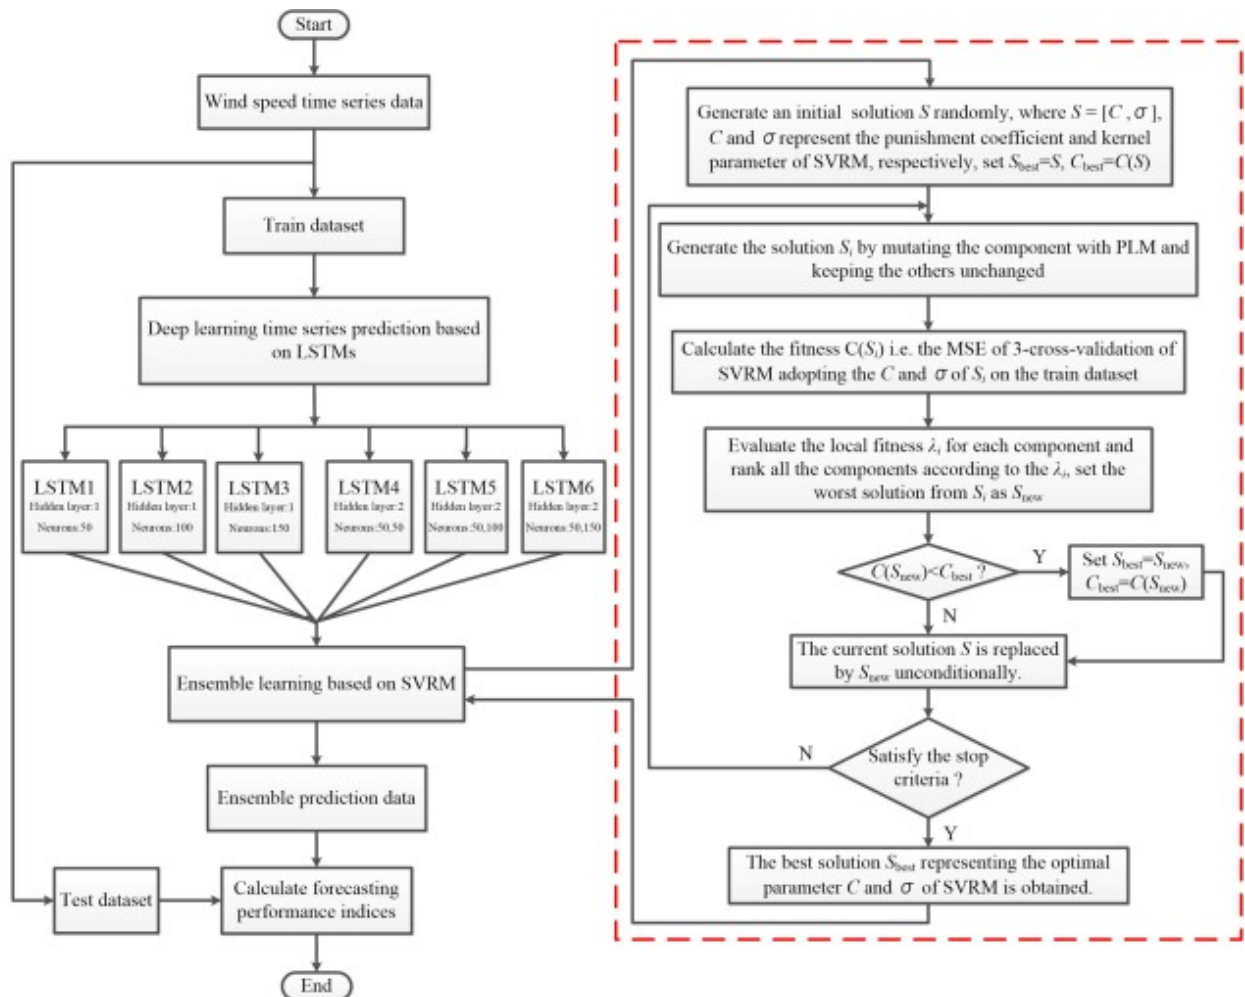 Start
Wind speed time series data
Train dataset
Deep learning time series prediction based
on LSTMs
LSTM1
Hidden layer:1
Neurons:50
LSTM2
Hidden layer:1
Neurons:100
LSTM3
Hidden layer:1
Neurons:150
LSTM4
Hidden layer:2
Neurons:50,50
LSTM5
Hidden layer:2
Neurons:50,100
LSTM6
Hidden layer:2
Neurons:50,150
Ensemble learning based on SVRM
Ensemble prediction data
Test dataset
Calculate forecasting
performance indices
End
Generate an initial solution S randomly, where S = [C , σ ],
C and σ represent the punishment coefficient and kernel
parameter of SVRM, respectively, set Sbest=S, Cbest=C(S)
Generate the solution Si by mutating the component with PLM and
keeping the others unchanged
Calculate the fitness C(Si) i.e. the MSE of 3-cross-validation of
SVRM adopting the C and σ of Si on the train dataset
Evaluate the local fitness λi for each component and
rank all the components according to the λi, set the
worst solution from Si as Snew
C(Snew)<Cbest ?
Y
Set Sbest=Snew,
Cbest=C(Snew)
N
The current solution S is replaced
by Snew unconditionally.
N
Satisfy the stop
criteria ?
Y
The best solution Sbest representing the optimal
parameter C and σ of SVRM is obtained.